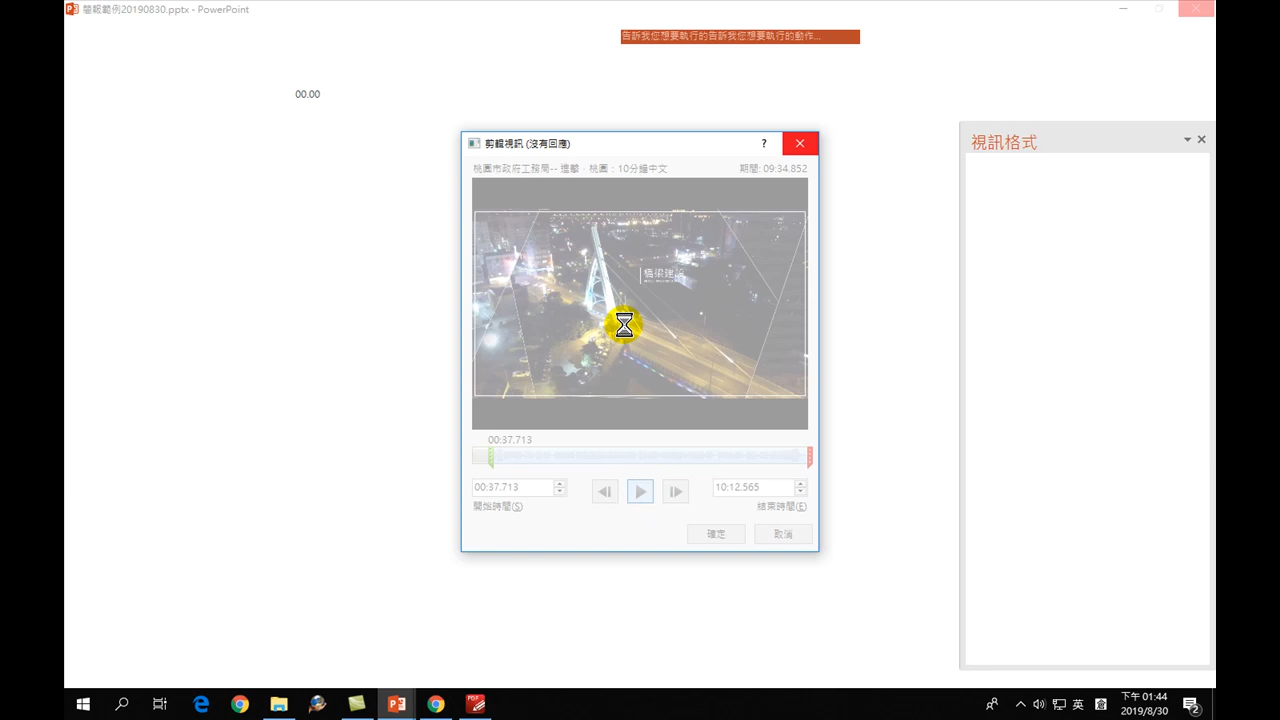 簡報範例20190830.pptx - PowerPoint
告訴我您想要執行的告訴我您想要執行的動作...
00.00
視訊格式
剪輯視訊 (沒有回應)
?
桃園市政府工務局-- 進擊．桃園：10分鐘中文
期間: 09:34.852
橋梁建設
00:37.713
00:37.713
10:12.565
開始時間(S)
結束時間(E)
確定
取消
英
下午 01:44
2019/8/30
2